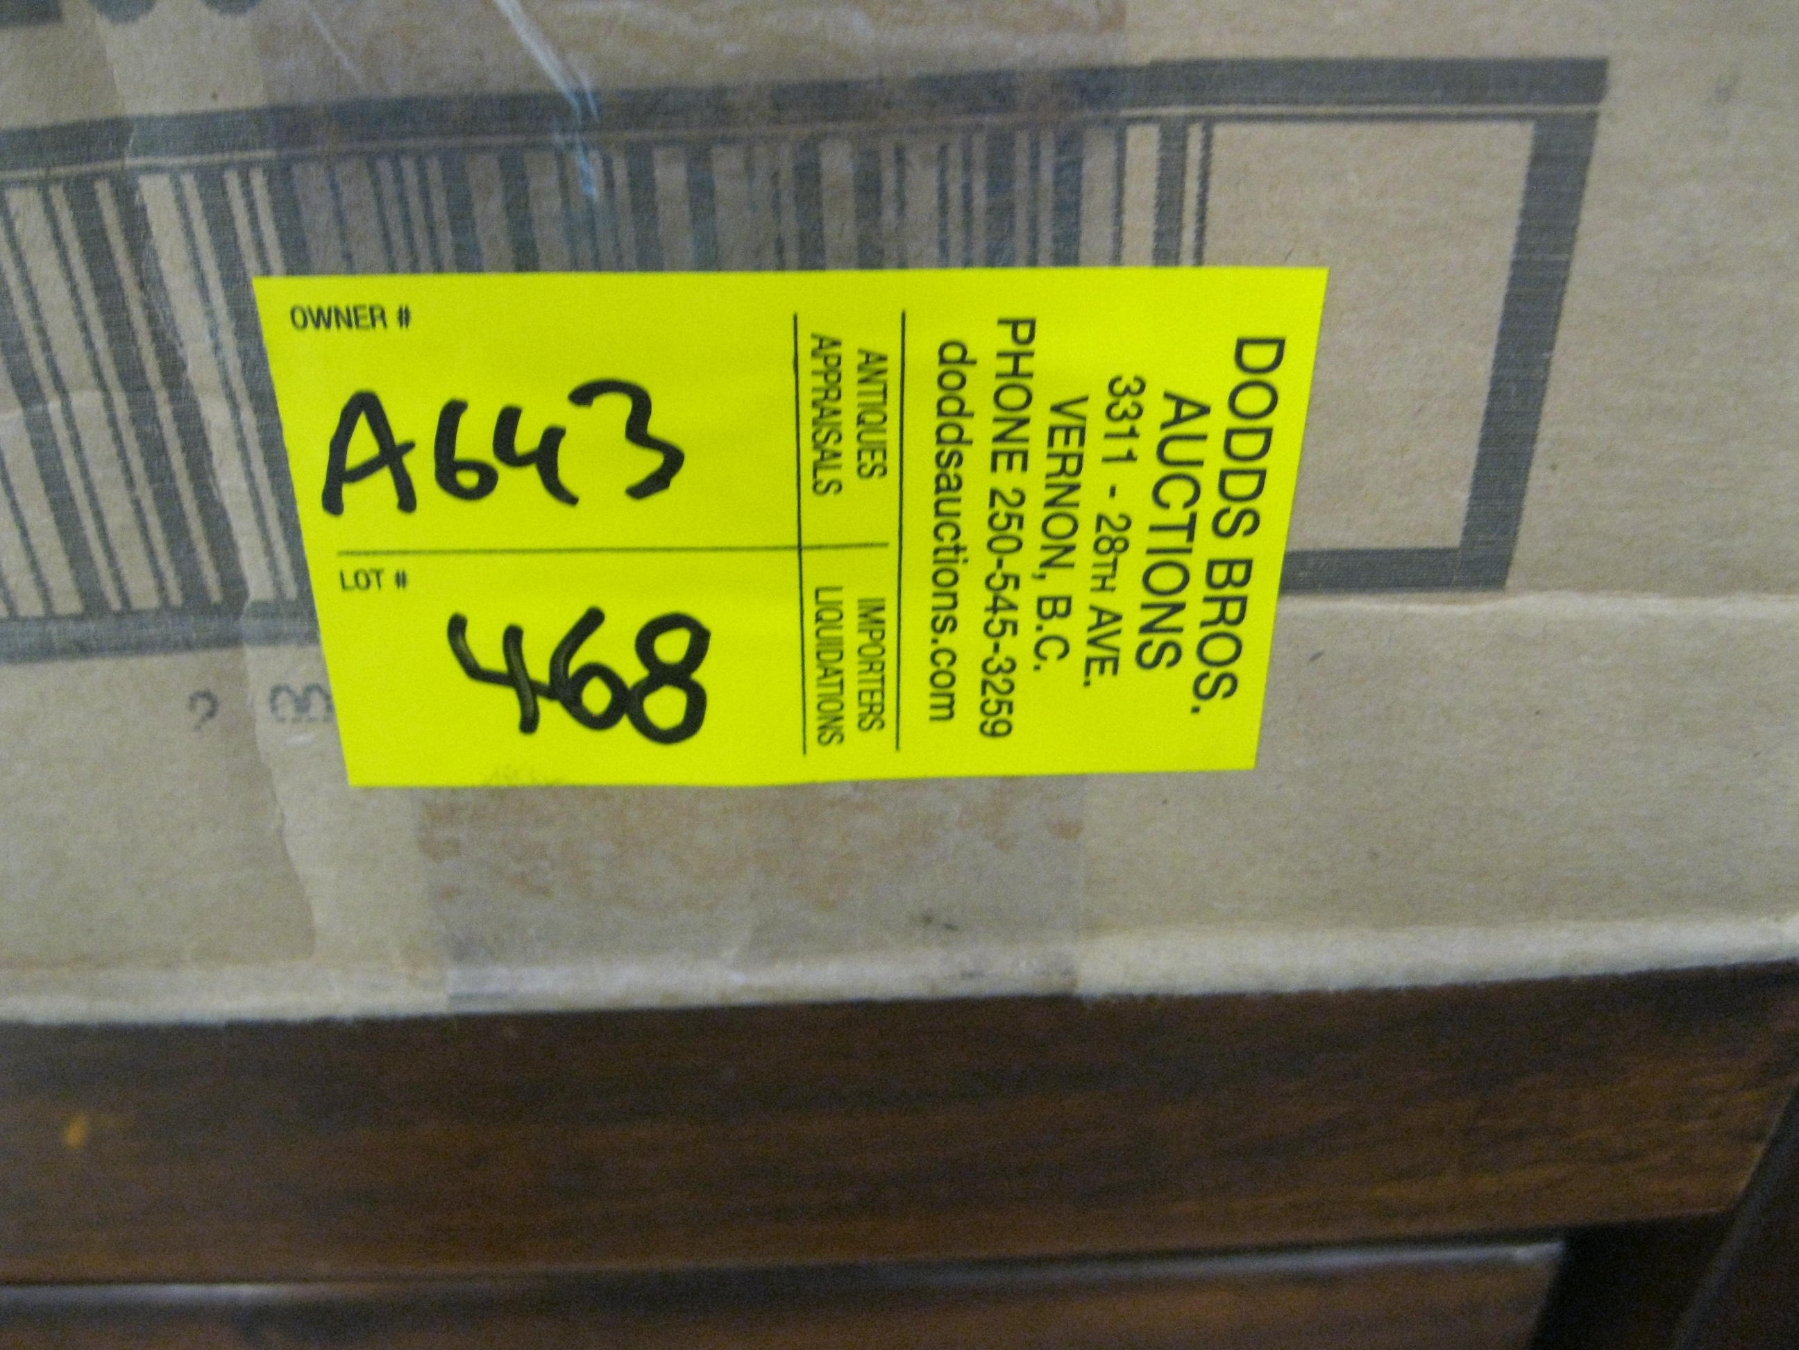 DODDS BROS.
AUCTIONS
3311 - 28TH AVE.
VERNON, B.C.
PHONE 250-545-3259
doddsauctions.com
ANTIQUES IMPORTERS
APPRAISALS LIQUIDATIONS
OWNER #
A643
LOT #
468